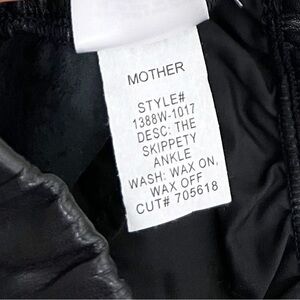 MOTHER
STYLE#
1388W-1017
DESC: THE
SKIPPETY
ANKLE
WASH: WAX ON,
WAX OFF
CUT# 705618